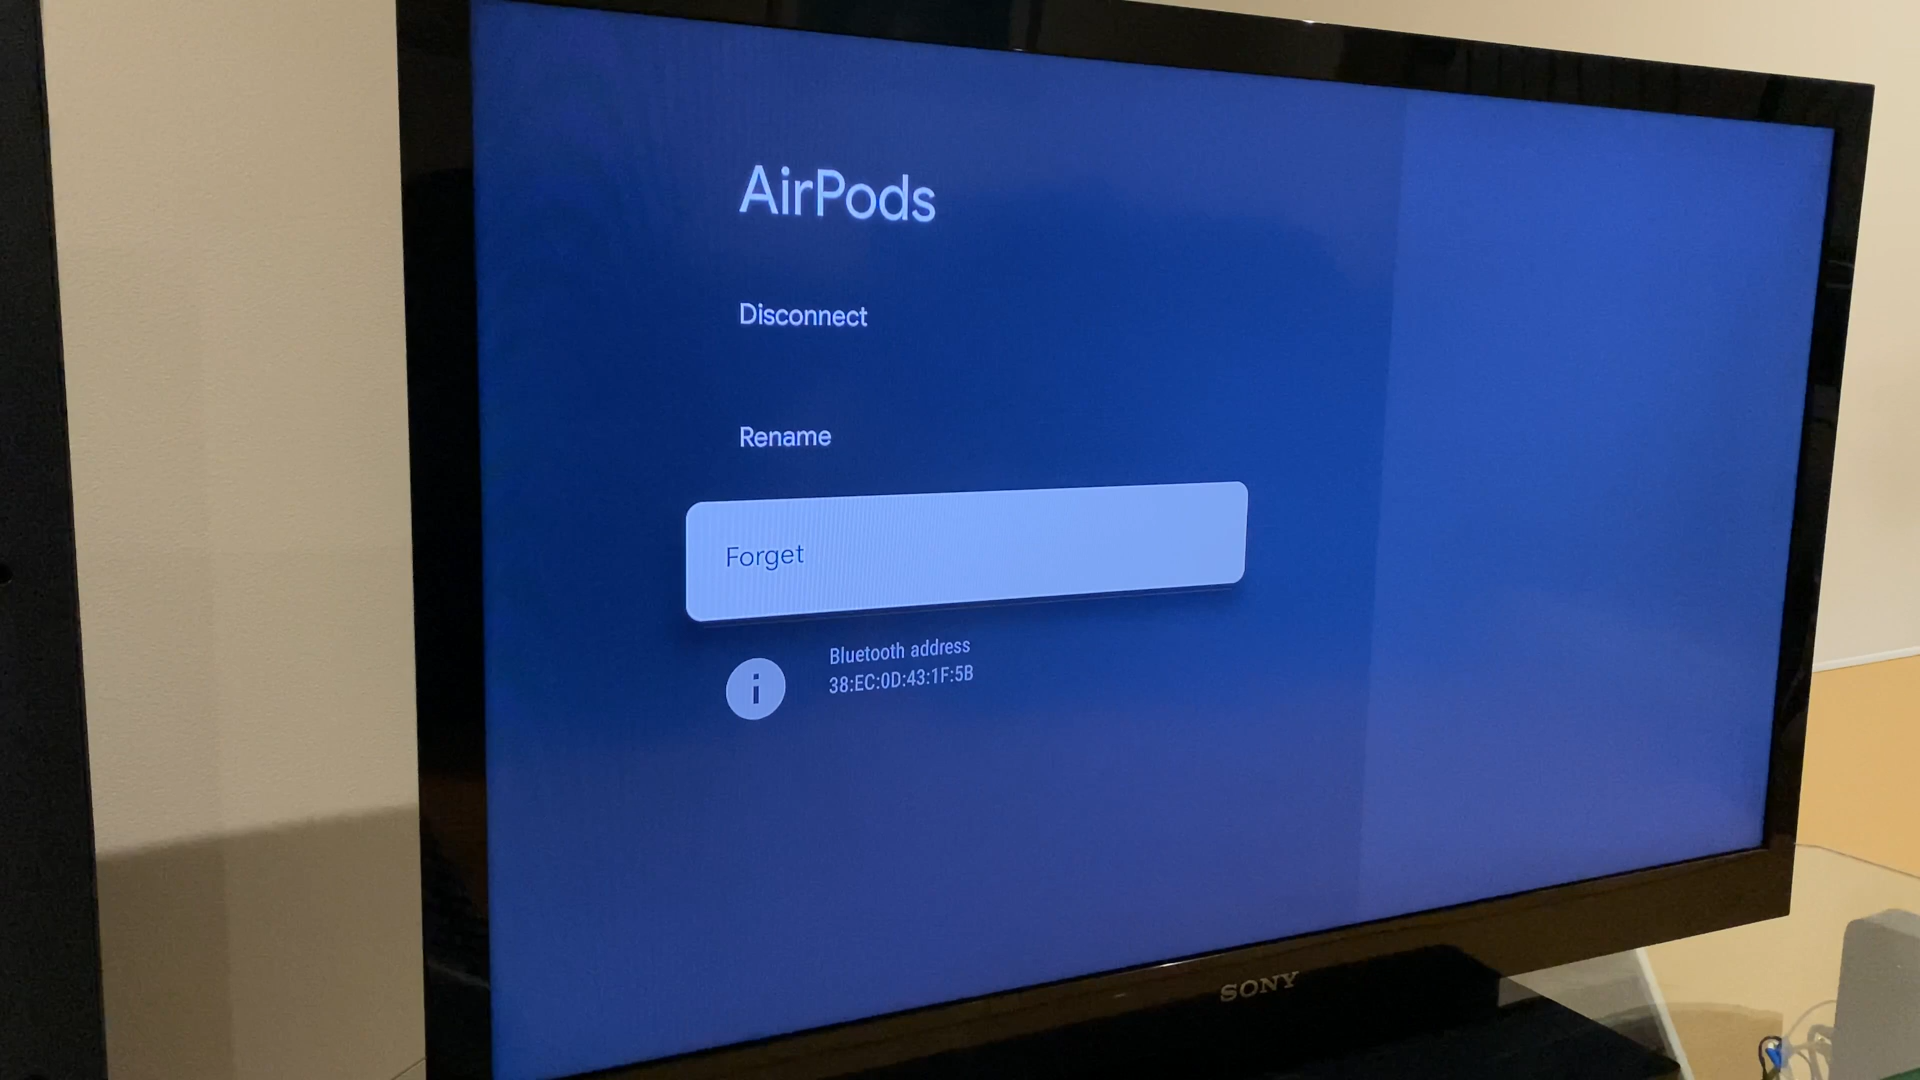 AirPods
Disconnect
Rename
Forget
Bluetooth address
38:EC:0D:43:1F:5B
SONY